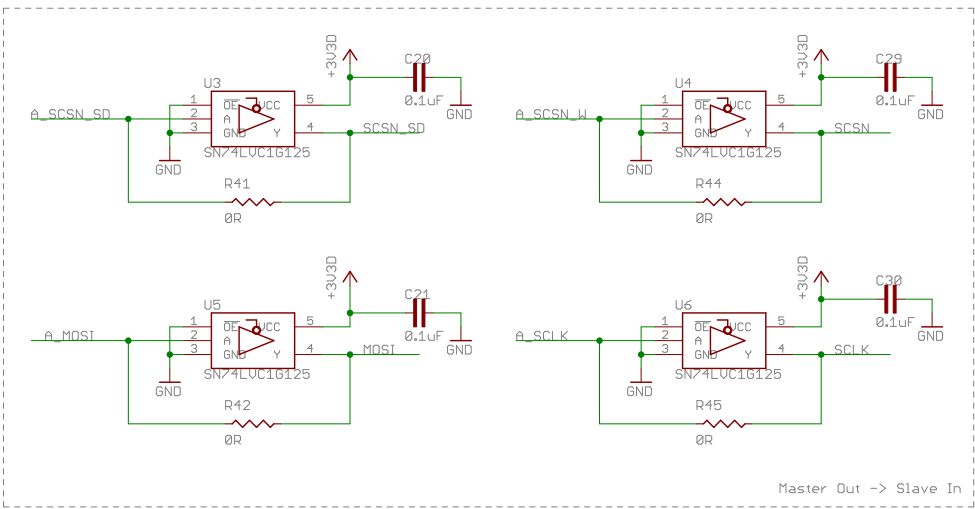 +3V3D
C20
0.1uF
GND
U3
1
2
3
OE
VCC
A
GND
Y
5
4
A_SCSN_SD
SCSN_SD
SN74LVC1G125
GND
R41
0R
+3V3D
C29
0.1uF
GND
U4
1
2
3
OE
VCC
A
GND
Y
5
4
A_SCSN_W
SCSN
SN74LVC1G125
GND
R44
0R
+3V3D
C21
0.1uF
GND
U5
1
2
3
OE
VCC
A
GND
Y
5
4
A_MOSI
MOSI
SN74LVC1G125
GND
R42
0R
+3V3D
C30
0.1uF
GND
U6
1
2
3
OE
VCC
A
GND
Y
5
4
A_SCLK
SCLK
SN74LVC1G125
GND
R45
0R
Master Out -> Slave In